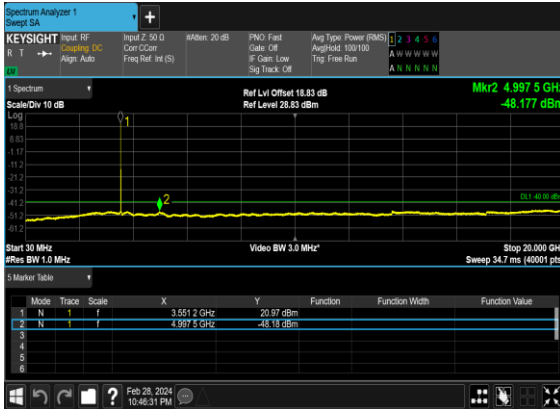 Spectrum Analyzer 1
Swept SA
+
KEYSIGHT Input: RF Input Z: 50 Ω #Atten: 20 dB PNO: Fast Avg Type: Power (RMS) 1 2 3 4 5 6
R T Coupling: DC Corr CCorr Gate: Off Avg|Hold: 100/100 A W W W W W
Align: Auto Freq Ref: Int (S) IF Gain: Low Trig: Free Run
Sig Track: Off A N N N N N
1 Spectrum Ref Lvl Offset 18.83 dB Mkr2 4.997 5 GHz
Scale/Div 10 dB Ref Level 28.83 dBm -48.177 dBm
Log
18.8
8.83
-1.17
-11.2
-21.2
-31.2
-41.2
-51.2
-61.2
1
2
DL1 -40.00 dBm
Start 30 MHz Video BW 3.0 MHz* Stop 20.000 GHz
#Res BW 1.0 MHz Sweep 34.7 ms (40001 pts)
5 Marker Table
Mode Trace Scale X Y Function Function Width Function Value
1 N 1 f 3.551 2 GHz 20.97 dBm
2 N 1 f 4.997 5 GHz -48.18 dBm
3
4
5
6
? Feb 28, 2024
10:46:31 PM